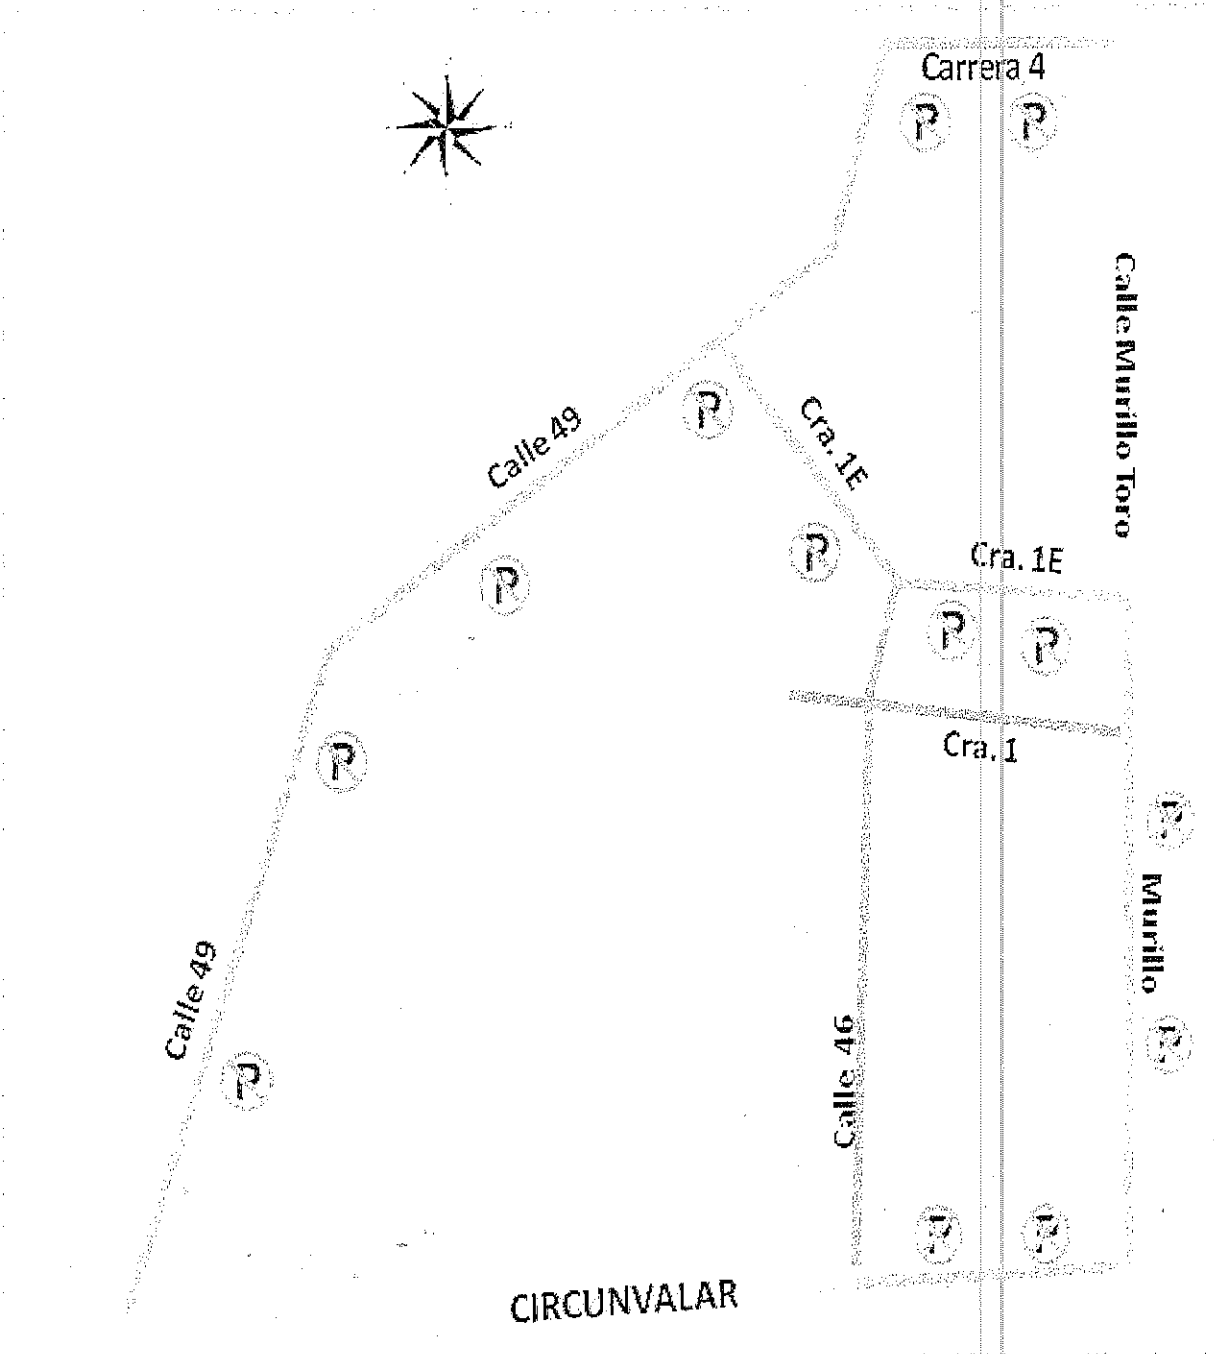 Carrera 4
P P
Calle Murillo Toro
Calle 49
P
Cra. 1E
P
P
Cra. 1E
P P
Cra. 1
P
P
Murillo
Calle 49
Calle 46
P
P
P P
CIRCUNVALAR